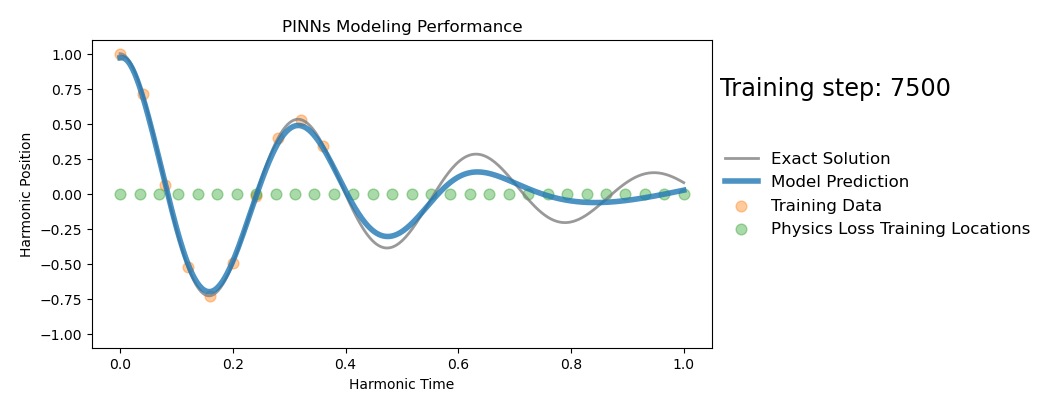 PINNs Modeling Performance
Training step: 7500
Exact Solution
Model Prediction
Training Data
Physics Loss Training Locations
Harmonic Position
1.00
0.75
0.50
0.25
0.00
−0.25
−0.50
−0.75
−1.00
0.0 0.2 0.4 0.6 0.8 1.0
Harmonic Time